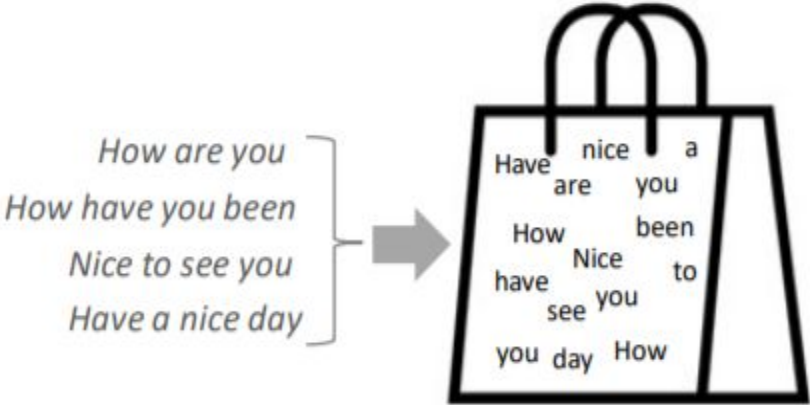 How are you
How have you been
Nice to see you
Have a nice day
Have nice a
are you
How been
Nice to
have you
see
you day How